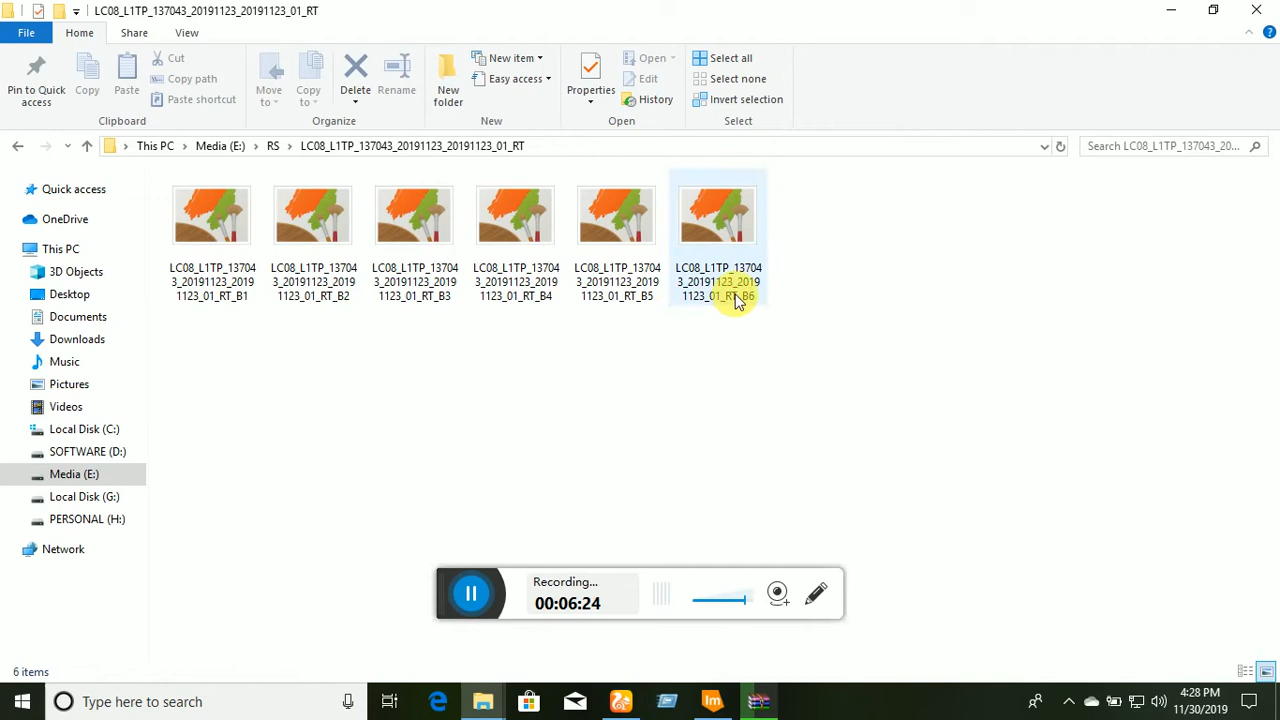 LC08_L1TP_137043_20191123_20191123_01_RT
File Home Share View
Pin to Quick access
Copy
Paste
Cut
Copy path
Paste shortcut
Clipboard
Move to
Copy to
Delete
Rename
Organize
New folder
New item
Easy access
New
Properties
Open
Edit
History
Open
Select all
Select none
Invert selection
Select
This PC Media (E:) RS LC08_L1TP_137043_20191123_20191123_01_RT
Search LC08_L1TP_137043_20...
Quick access
OneDrive
This PC
3D Objects
Desktop
Documents
Downloads
Music
Pictures
Videos
Local Disk (C:)
SOFTWARE (D:)
Media (E:)
Local Disk (G:)
PERSONAL (H:)
Network
LC08_L1TP_13704
3_20191123_2019
1123_01_RT_B1
LC08_L1TP_13704
3_20191123_2019
1123_01_RT_B2
LC08_L1TP_13704
3_20191123_2019
1123_01_RT_B3
LC08_L1TP_13704
3_20191123_2019
1123_01_RT_B4
LC08_L1TP_13704
3_20191123_2019
1123_01_RT_B5
LC08_L1TP_13704
3_20191123_2019
1123_01_RT_B6
Recording...
00:06:24
6 items
Type here to search
4:28 PM
11/30/2019